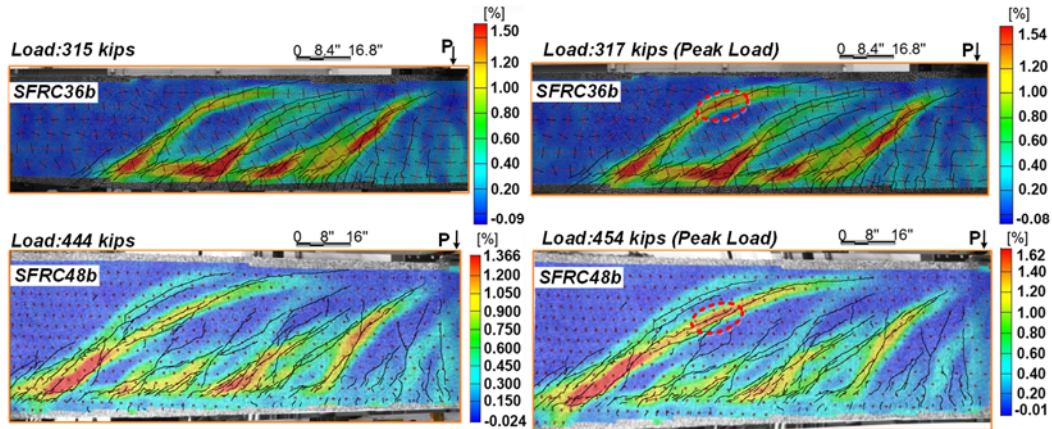 [%]
1.50
Load:315 kips
0 8.4" 16.8"
P
SFRC36b
1.20
1.00
0.80
0.60
0.40
0.20
-0.09
[%]
1.54
Load:317 kips (Peak Load)
0 8.4" 16.8"
P
SFRC36b
1.20
1.00
0.80
0.60
0.40
0.20
-0.08
Load:444 kips
0 8" 16"
P
[%]
SFRC48b
1.366
1.200
1.050
0.900
0.750
0.600
0.450
0.300
0.150
-0.024
Load:454 kips (Peak Load)
0 8" 16"
P
[%]
SFRC48b
1.62
1.40
1.20
1.00
0.80
0.60
0.40
0.20
-0.01